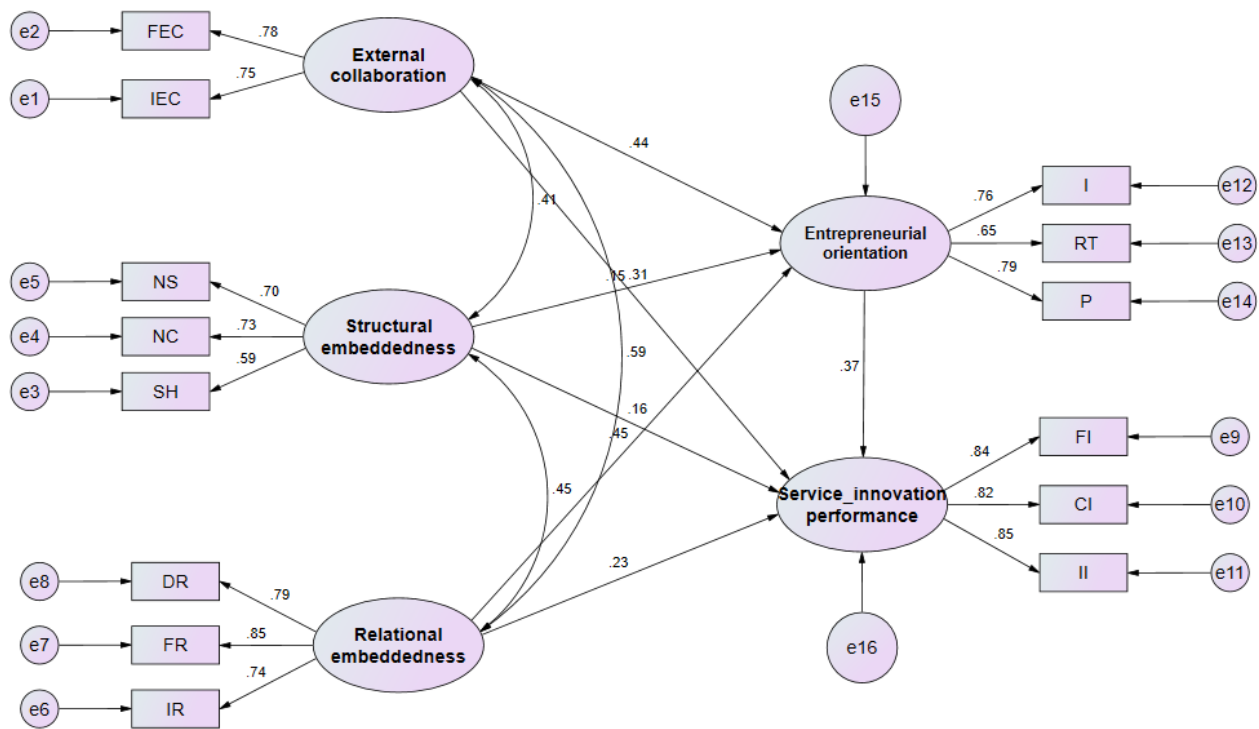 e2
FEC
.78
External
collaboration
e1
IEC
.75
e15
.44
.41
I
e12
.76
Entrepreneurial
orientation
RT
e13
.65
P
e14
.79
.15
.31
e5
NS
.70
Structural
embeddedness
e4
NC
.73
e3
SH
.59
.59
.37
.16
.45
.45
FI
e9
.84
Service_innovation
performance
CI
e10
.82
II
e11
.85
.23
e16
e8
DR
.79
Relational
embeddedness
e7
FR
.85
e6
IR
.74